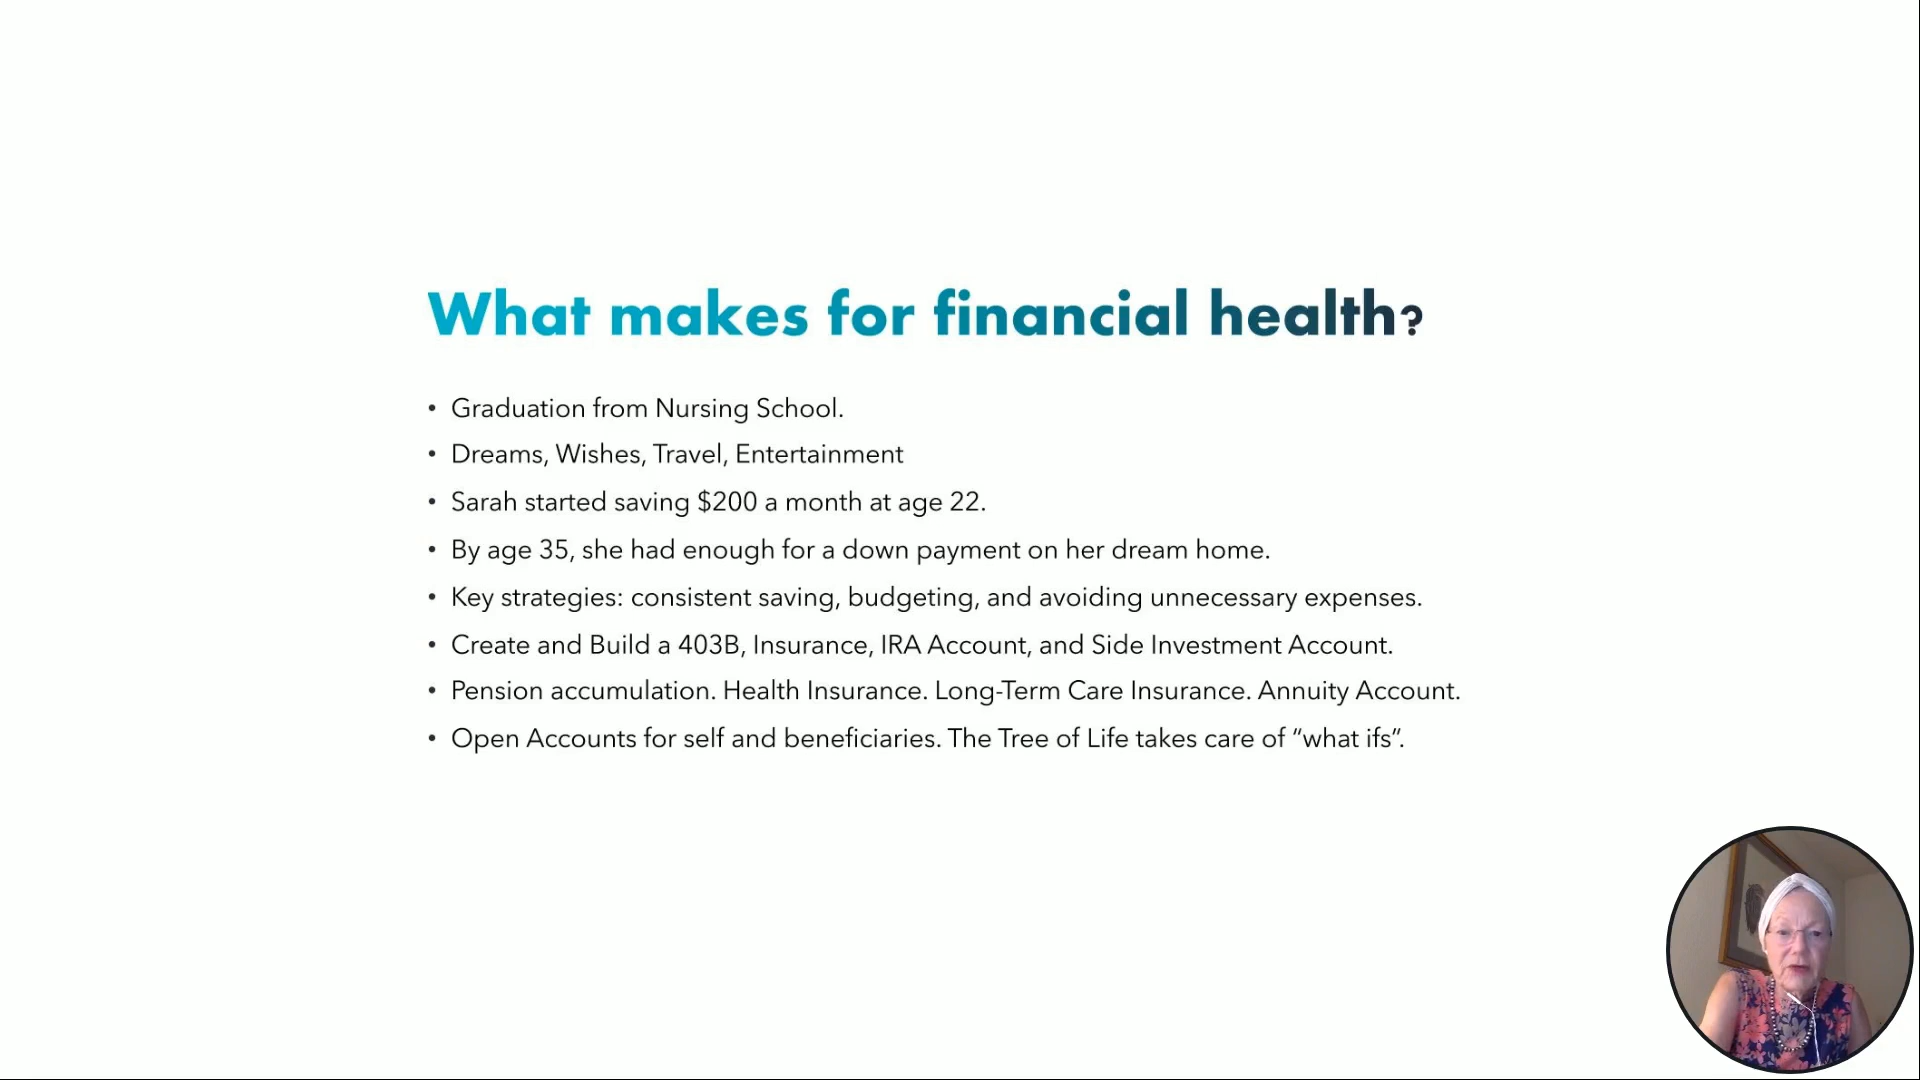 What makes for financial health?
• Graduation from Nursing School.
• Dreams, Wishes, Travel, Entertainment
• Sarah started saving $200 a month at age 22.
• By age 35, she had enough for a down payment on her dream home.
• Key strategies: consistent saving, budgeting, and avoiding unnecessary expenses.
• Create and Build a 403B, Insurance, IRA Account, and Side Investment Account.
• Pension accumulation. Health Insurance. Long-Term Care Insurance. Annuity Account.
• Open Accounts for self and beneficiaries. The Tree of Life takes care of “what ifs”.